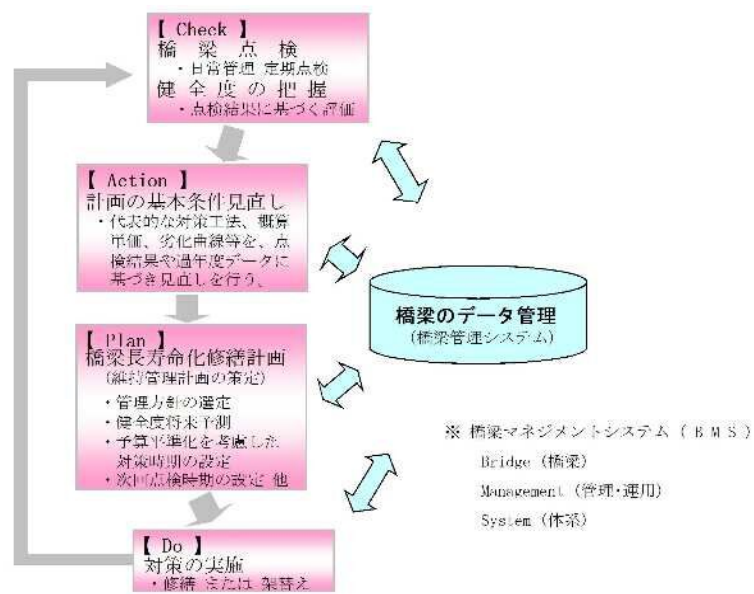 【 Check 】
橋 梁 点 検
・日常管理 定期点検
健 全 度 の 把 握
・点検結果に基づく評価
【 Action 】
計画の基本条件見直し
・代表的な対策工法、概算
単価、劣化曲線等を、点
検結果や過年度データに
基づき見直しを行う。
【 Plan 】
橋梁長寿命化修繕計画
(維持管理計画の策定)
・管理方針の選定
・健全度将来予測
・予算平準化を考慮した
対策時期の設定
・次回点検時期の設定 他
【 Do 】
対策の実施
・修繕 または 架替え
橋梁のデータ管理
(橋梁管理システム)
※ 橋梁マネジメントシステム ( B M S )
Bridge (橋梁)
Management (管理・運用)
System (体系)